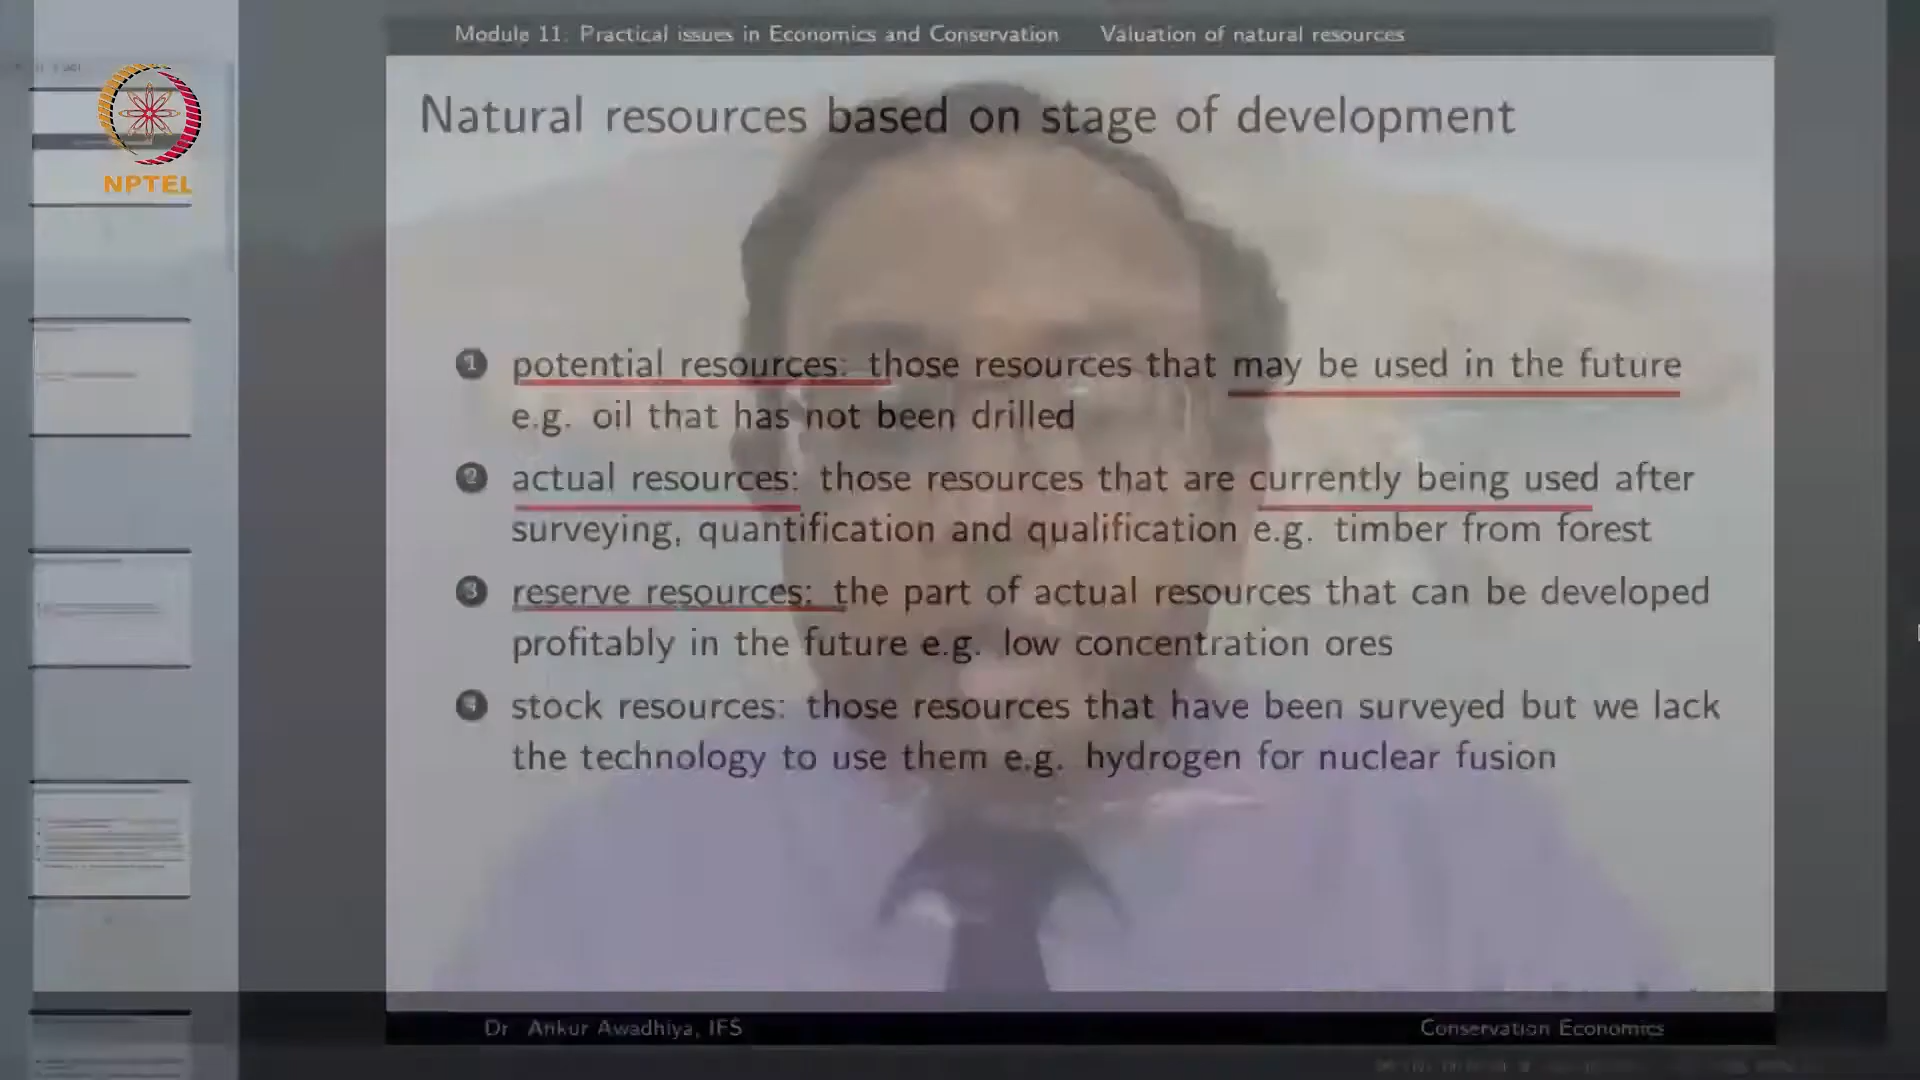 Module 11: Practical issues in Economics and Conservation Valuation of natural resources
NPTEL
Natural resources based on stage of development
1 potential resources: those resources that may be used in the future
e.g. oil that has not been drilled
2 actual resources: those resources that are currently being used after
surveying, quantification and qualification e.g. timber from forest
3 reserve resources: the part of actual resources that can be developed
profitably in the future e.g. low concentration ores
4 stock resources: those resources that have been surveyed but we lack
the technology to use them e.g. hydrogen for nuclear fusion
Dr Ankur Awadhiya, IFS Conservation Economics